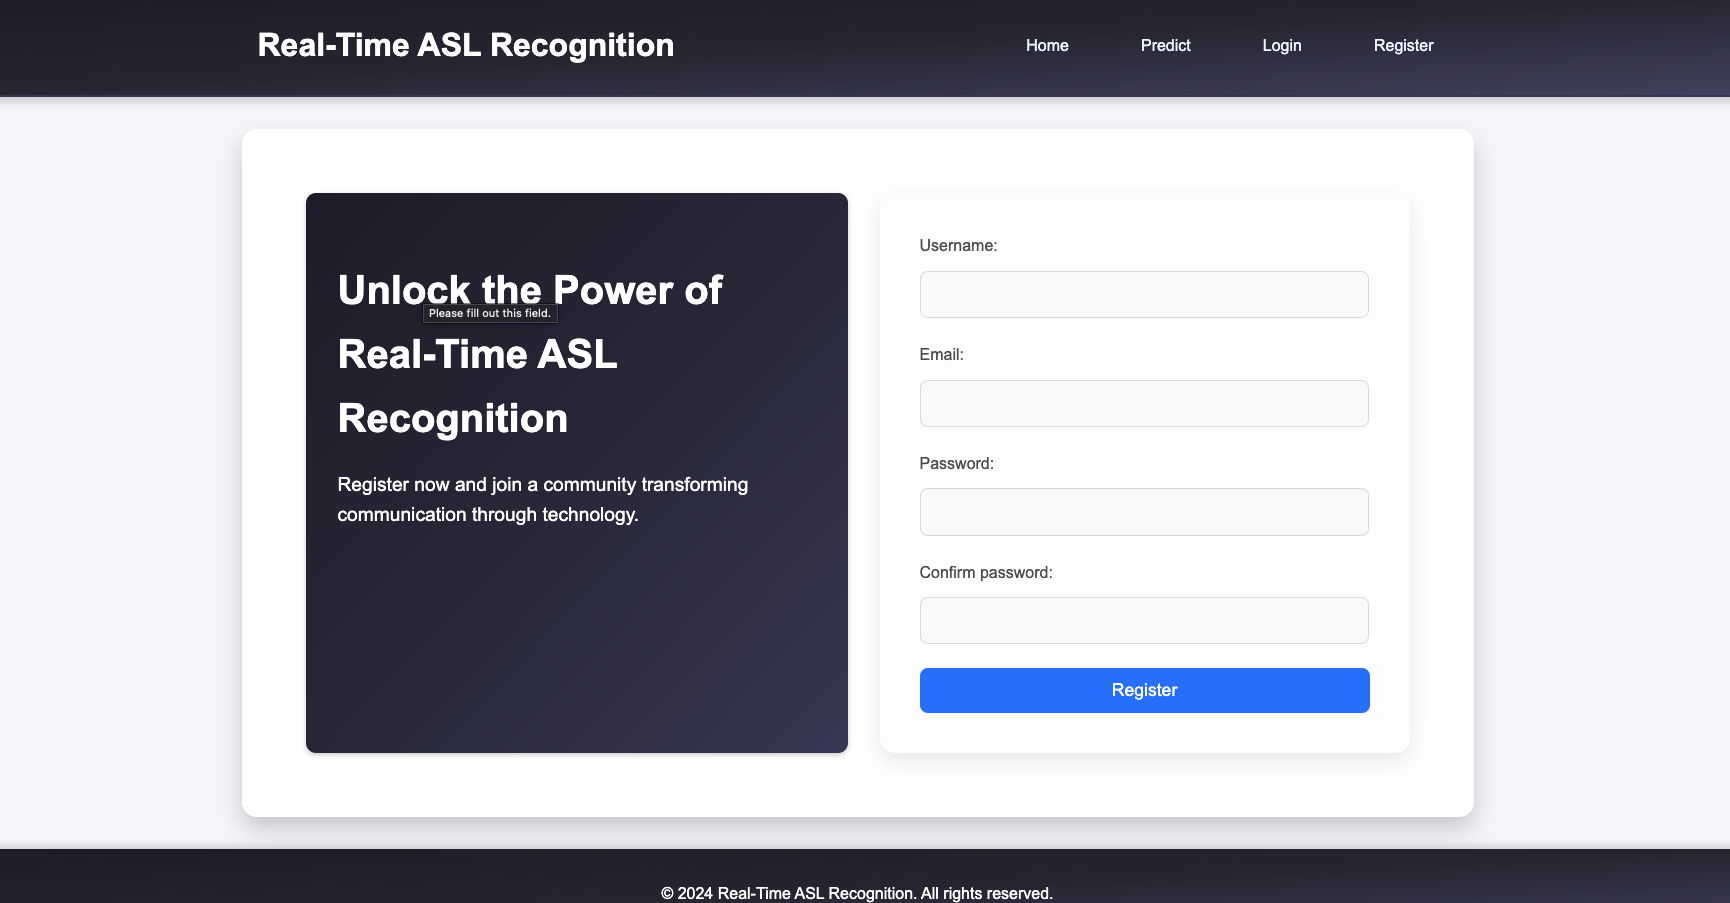 Real-Time ASL Recognition
Home
Predict
Login
Register
Unlock the Power of
Please fill out this field.
Real-Time ASL
Recognition
Register now and join a community transforming
communication through technology.
Username:
Email:
Password:
Confirm password:
Register
© 2024 Real-Time ASL Recognition. All rights reserved.